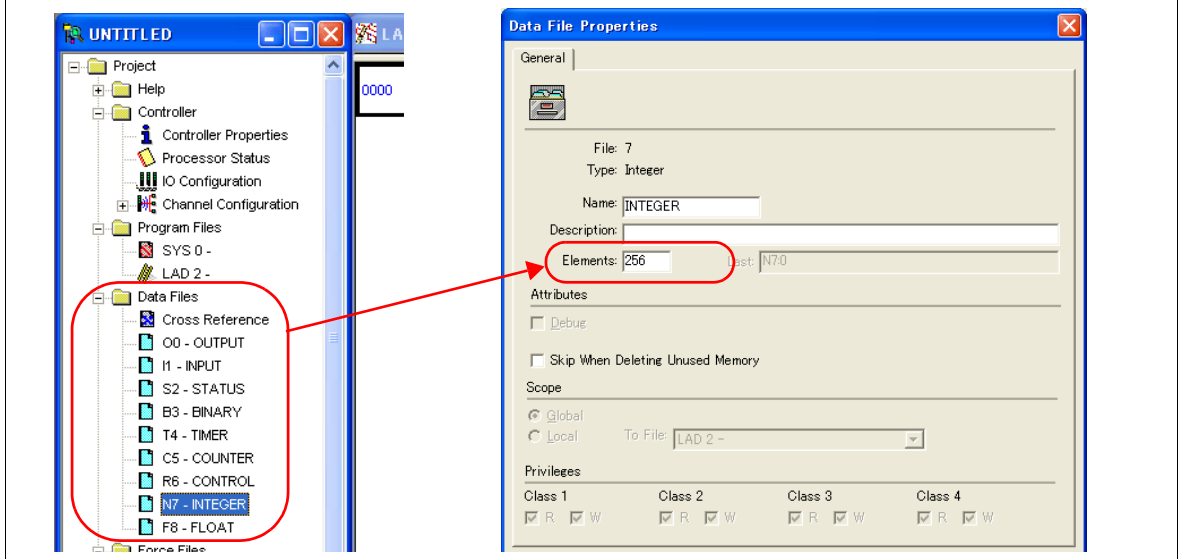 UNTITLED
LA
Project
Help
Controller
Controller Properties
Processor Status
IO Configuration
Channel Configuration
Program Files
SYS 0 -
LAD 2 -
Data Files
Cross Reference
O0 - OUTPUT
I1 - INPUT
S2 - STATUS
B3 - BINARY
T4 - TIMER
C5 - COUNTER
R6 - CONTROL
N7 - INTEGER
F8 - FLOAT
Force Files
0000
Data File Properties
General
File: 7
Type: Integer
Name: INTEGER
Description:
Elements: 256 Last: N7:0
Attributes
Debug
Skip When Deleting Unused Memory
Scope
Global
Local To File: LAD 2 -
Privileges
Class 1 Class 2 Class 3 Class 4
R W R W R W R W